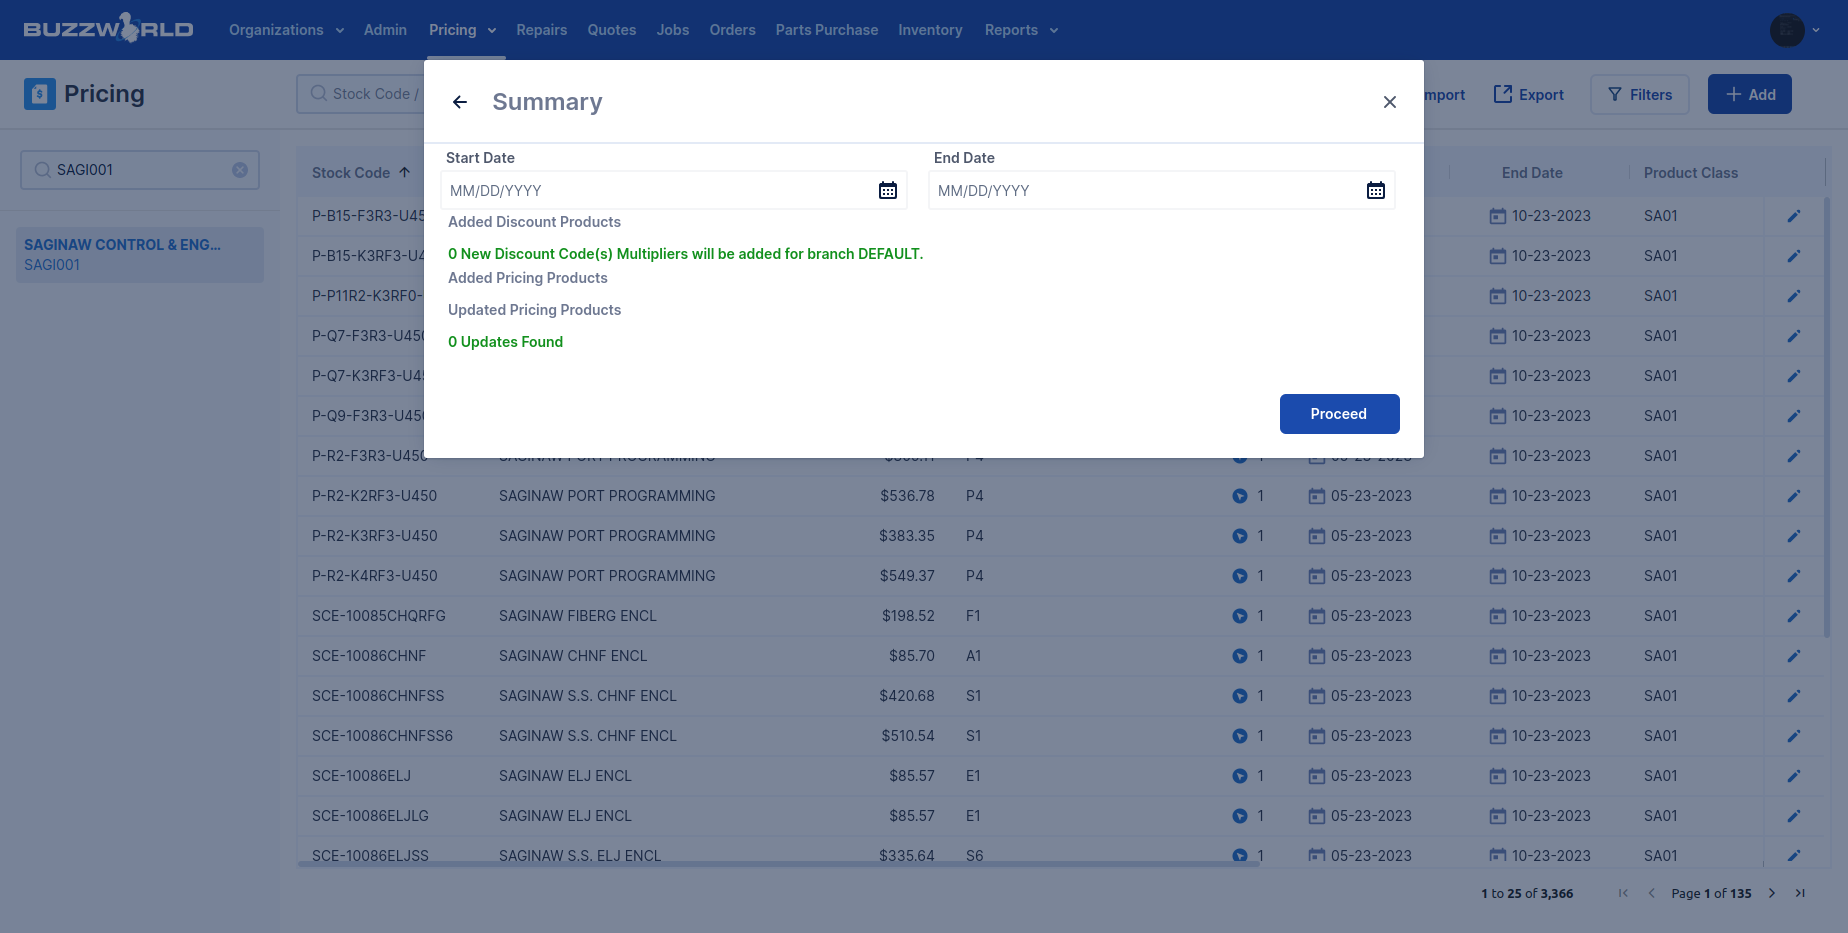 BUZZWORLD Organizations Admin Pricing Repairs Quotes Jobs Orders Parts Purchase Inventory Reports
Pricing Stock Code / mport Export Filters Add
Summary
SAGI001
SAGINAW CONTROL & ENG...
SAGI001
Start Date End Date
MM/DD/YYYY MM/DD/YYYY
Added Discount Products
0 New Discount Code(s) Multipliers will be added for branch DEFAULT.
Added Pricing Products
Updated Pricing Products
0 Updates Found
Proceed
Stock Code End Date Product Class
P-B15-F3R3-U45 10-23-2023 SA01
P-B15-K3RF3-U4 10-23-2023 SA01
P-P11R2-K3RF0- 10-23-2023 SA01
P-Q7-F3R3-U450 10-23-2023 SA01
P-Q7-K3RF3-U45 10-23-2023 SA01
P-Q9-F3R3-U450 10-23-2023 SA01
P-R2-F3R3-U450 SAGINAW PORT PROGRAMMING P4 1 05-23-2023 10-23-2023 SA01
P-R2-K2RF3-U450 SAGINAW PORT PROGRAMMING $536.78 P4 1 05-23-2023 10-23-2023 SA01
P-R2-K3RF3-U450 SAGINAW PORT PROGRAMMING $383.35 P4 1 05-23-2023 10-23-2023 SA01
P-R2-K4RF3-U450 SAGINAW PORT PROGRAMMING $549.37 P4 1 05-23-2023 10-23-2023 SA01
SCE-10085CHQRFG SAGINAW FIBERG ENCL $198.52 F1 1 05-23-2023 10-23-2023 SA01
SCE-10086CHNF SAGINAW CHNF ENCL $85.70 A1 1 05-23-2023 10-23-2023 SA01
SCE-10086CHNFSS SAGINAW S.S. CHNF ENCL $420.68 S1 1 05-23-2023 10-23-2023 SA01
SCE-10086CHNFSS6 SAGINAW S.S. CHNF ENCL $510.54 S1 1 05-23-2023 10-23-2023 SA01
SCE-10086ELJ SAGINAW ELJ ENCL $85.57 E1 1 05-23-2023 10-23-2023 SA01
SCE-10086ELJLG SAGINAW ELJ ENCL $85.57 E1 1 05-23-2023 10-23-2023 SA01
SCE-10086ELJSS SAGINAW S.S. ELJ ENCL $335.64 S6 1 05-23-2023 10-23-2023 SA01
1 to 25 of 3,366 Page 1 of 135